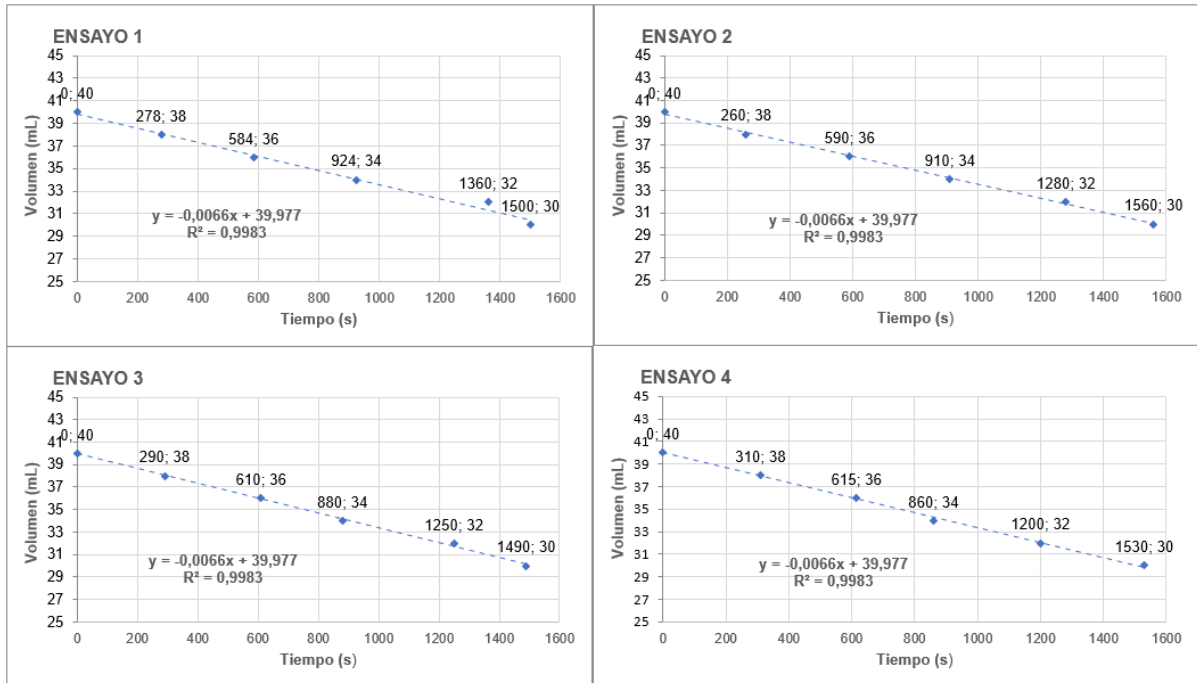 ENSAYO 1
Volumen (mL)
45
43
41
39
37
35
33
31
29
27
25
0; 40
278; 38
584; 36
924; 34
1360; 32
1500; 30
y = -0,0066x + 39,977
R² = 0,9983
0 200 400 600 800 1000 1200 1400 1600
Tiempo (s)
ENSAYO 2
Volumen (mL)
45
43
41
39
37
35
33
31
29
27
25
0; 40
260; 38
590; 36
910; 34
1280; 32
1560; 30
y = -0,0066x + 39,977
R² = 0,9983
0 200 400 600 800 1000 1200 1400 1600
Tiempo (s)
ENSAYO 3
Volumen (mL)
45
43
41
39
37
35
33
31
29
27
25
0; 40
290; 38
610; 36
880; 34
1250; 32
1490; 30
y = -0,0066x + 39,977
R² = 0,9983
0 200 400 600 800 1000 1200 1400 1600
Tiempo (s)
ENSAYO 4
Volumen (mL)
45
43
41
39
37
35
33
31
29
27
25
0; 40
310; 38
615; 36
860; 34
1200; 32
1530; 30
y = -0,0066x + 39,977
R² = 0,9983
0 200 400 600 800 1000 1200 1400 1600
Tiempo (s)